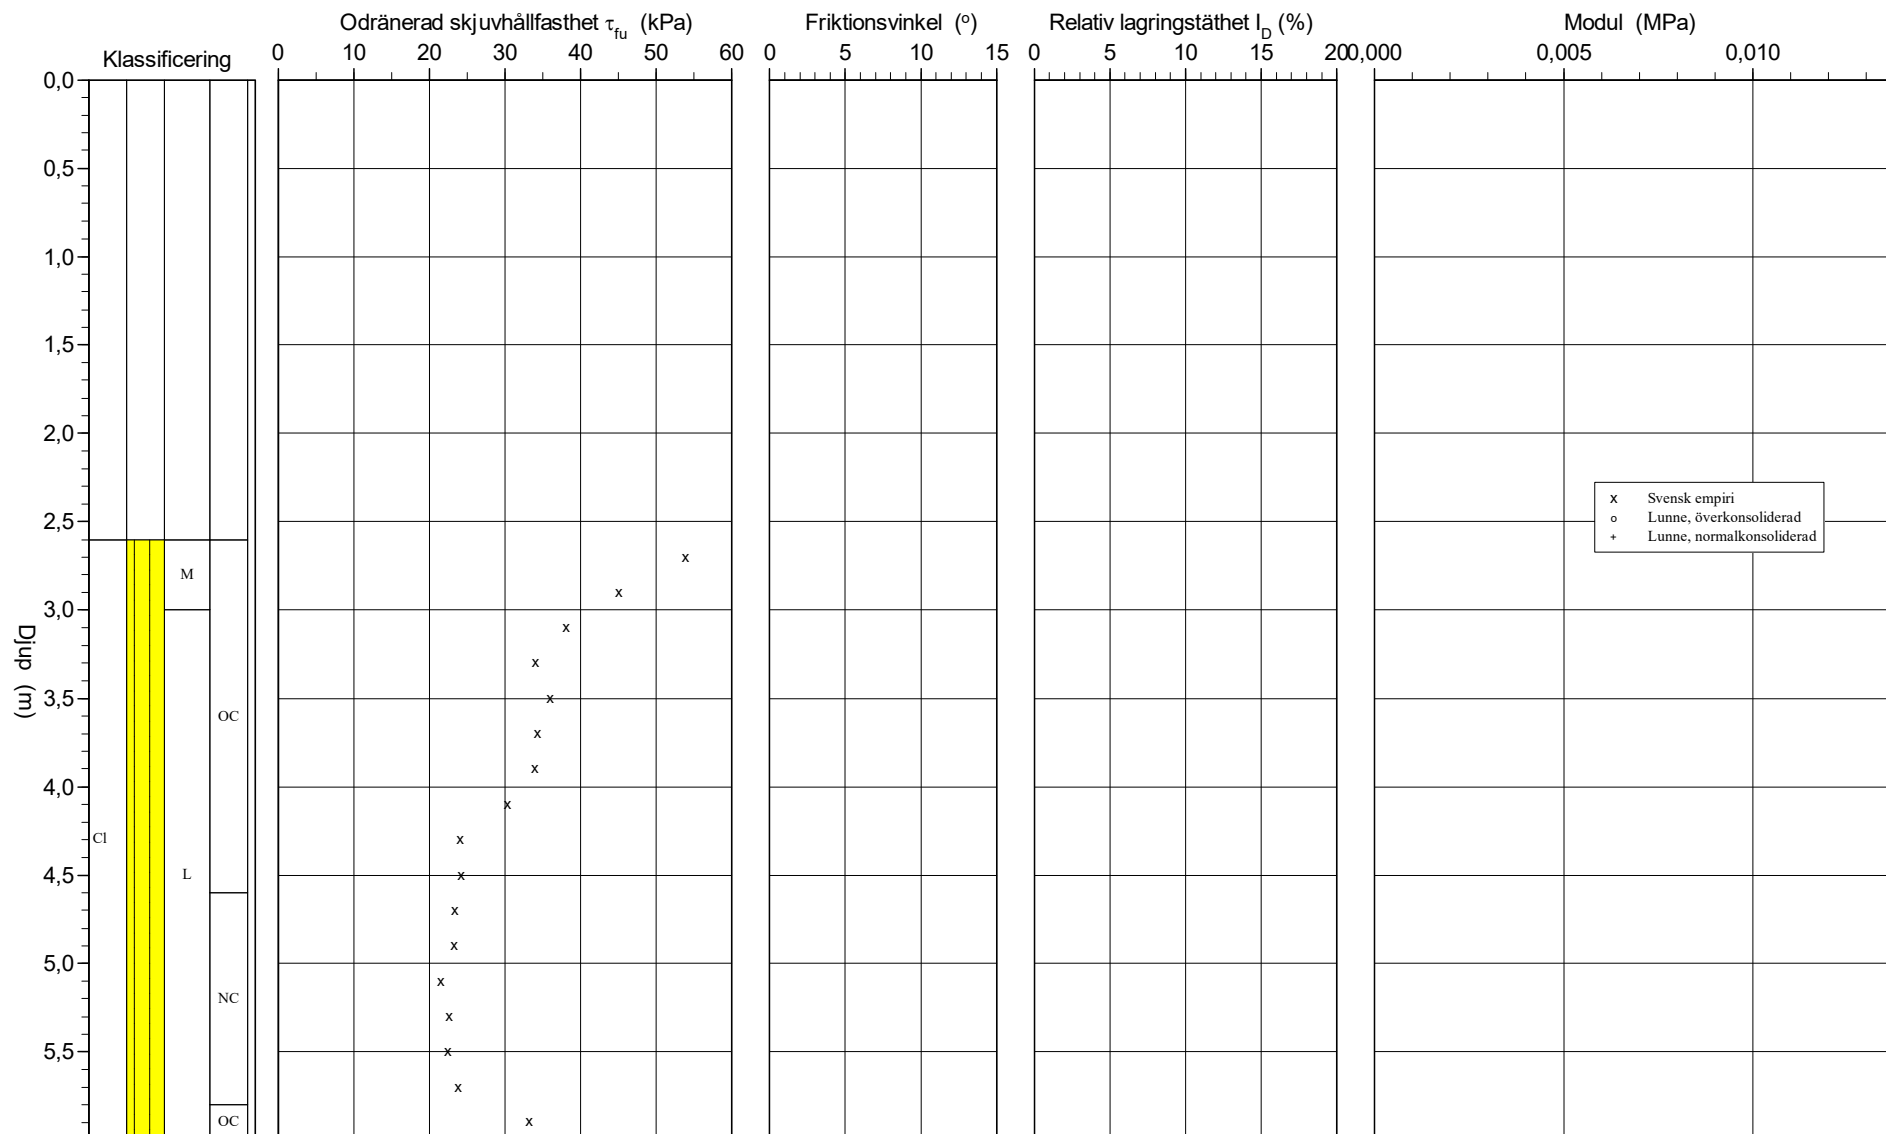 Klassificering
Odränerad skjuvhållfasthet τfu (kPa)
Friktionsvinkel (o)
Relativ lagringstäthet ID (%)
Modul (MPa)
0 10 20 30 40 50 60
0 5 10 15
0 5 10 15 20
0,000 0,005 0,010
Djup (m)
0,0
0,5
1,0
1,5
2,0
2,5
3,0
3,5
4,0
4,5
5,0
5,5
Cl
M
L
OC
NC
OC
x Svensk empiri
o Lunne, överkonsoliderad
+ Lunne, normalkonsoliderad